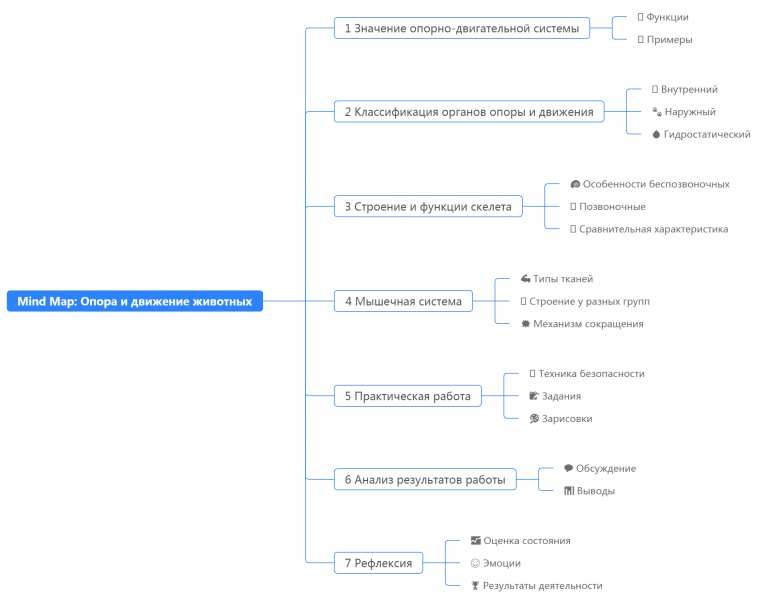 Mind Map: Опора и движение животных
1 Значение опорно-двигательной системы
Функции
Примеры
2 Классификация органов опоры и движения
Внутренний
Наружный
Гидростатический
3 Строение и функции скелета
Особенности беспозвоночных
Позвоночные
Сравнительная характеристика
4 Мышечная система
Типы тканей
Строение у разных групп
Механизм сокращения
5 Практическая работа
Техника безопасности
Задания
Зарисовки
6 Анализ результатов работы
Обсуждение
Выводы
7 Рефлексия
Оценка состояния
Эмоции
Результаты деятельности